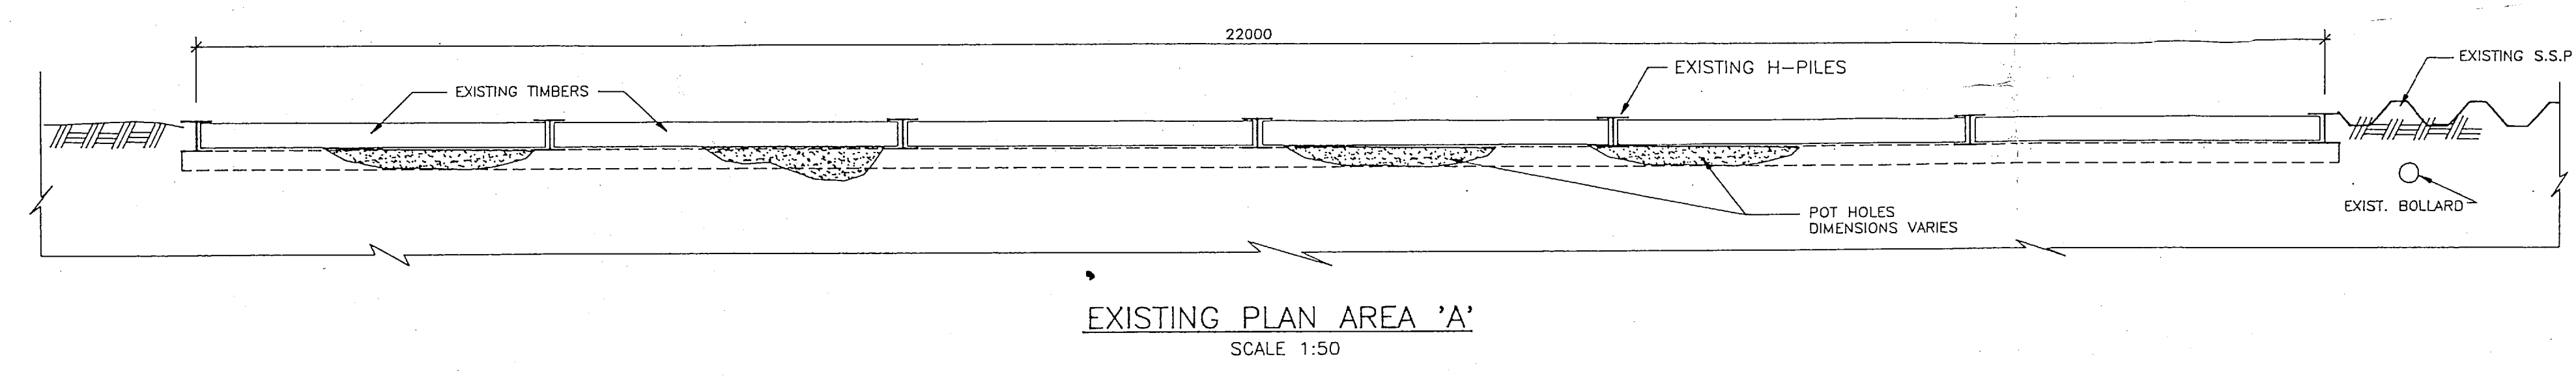 22000
EXISTING S.S.P
EXISTING H-PILES
EXISTING TIMBERS
EXIST. BOLLARD
POT HOLES
DIMENSIONS VARIES
EXISTING PLAN AREA 'A'
SCALE 1:50